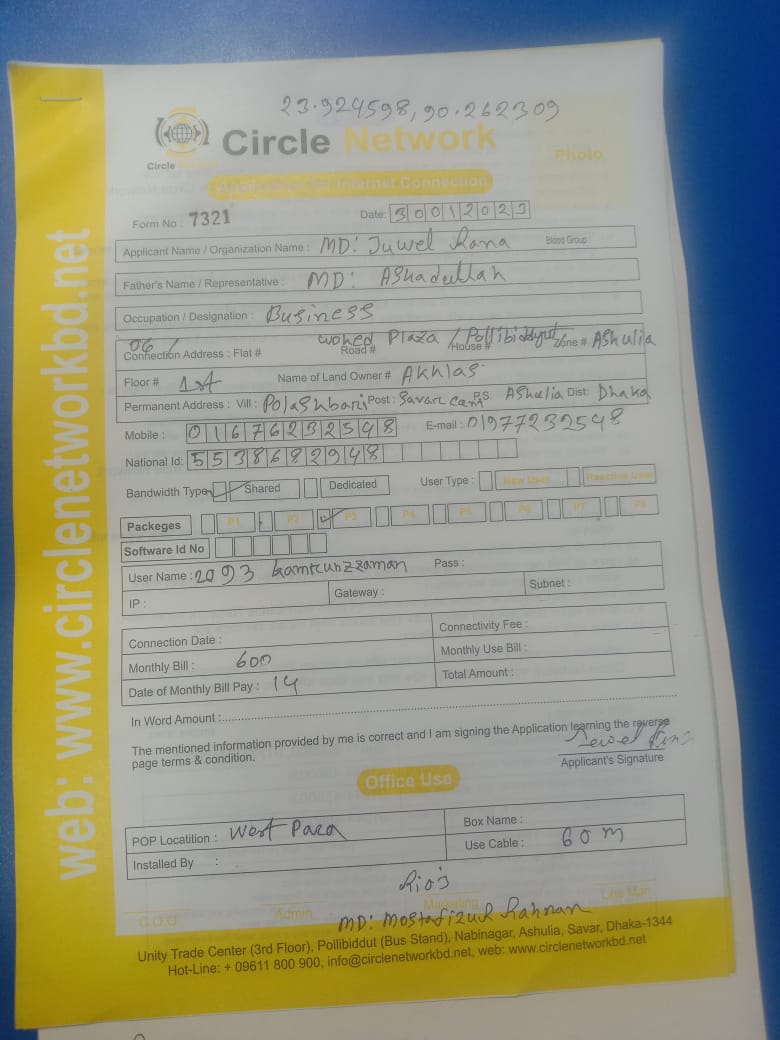 23.924598, 90.262309
Circle Network
Circle
Photo
Application for Internet Connection
Form No : 7321
Date: 30012023
Applicant Name / Organization Name : MD: Juwel Rana Blood Group :
Father's Name / Representative : MD: Ashadullah
Occupation / Designation : Business
Connection Address : Flat # 06 / Road # wohed Plaza / House # Pollibiddyut Zone # Ashulia
Floor # 1st Name of Land Owner # Akhlas
Permanent Address : Vill : Polashbari Post : Savar Cant P.S. Ashulia Dist: Dhaka
Mobile : 01676232548 E-mail : 01977232548
National Id: 5538682948
Bandwidth Type Shared Dedicated User Type : New User Reactive User
Packeges P1 P2 P3 P4 P5 P6 P7 P8
Software Id No
User Name : 2093 kamruzzaman Pass :
IP : Gateway : Subnet :
Connection Date : Connectivity Fee :
Monthly Bill : 600 Monthly Use Bill :
Date of Monthly Bill Pay : 14 Total Amount :
In Word Amount :
The mentioned information provided by me is correct and I am signing the Application learning the reverse
page terms & condition.
Applicant's Signature
Office Use
POP Locatition : West Para Box Name :
Installed By : Use Cable : 60 m
C.O.O Admin Marketing Line Man
MD: Mostafizur Rahman
Unity Trade Center (3rd Floor), Pollibiddut (Bus Stand), Nabinagar, Ashulia, Savar, Dhaka-1344
Hot-Line: + 09611 800 900, info@circlenetworkbd.net, web: www.circlenetworkbd.net
web: www.circlenetworkbd.net